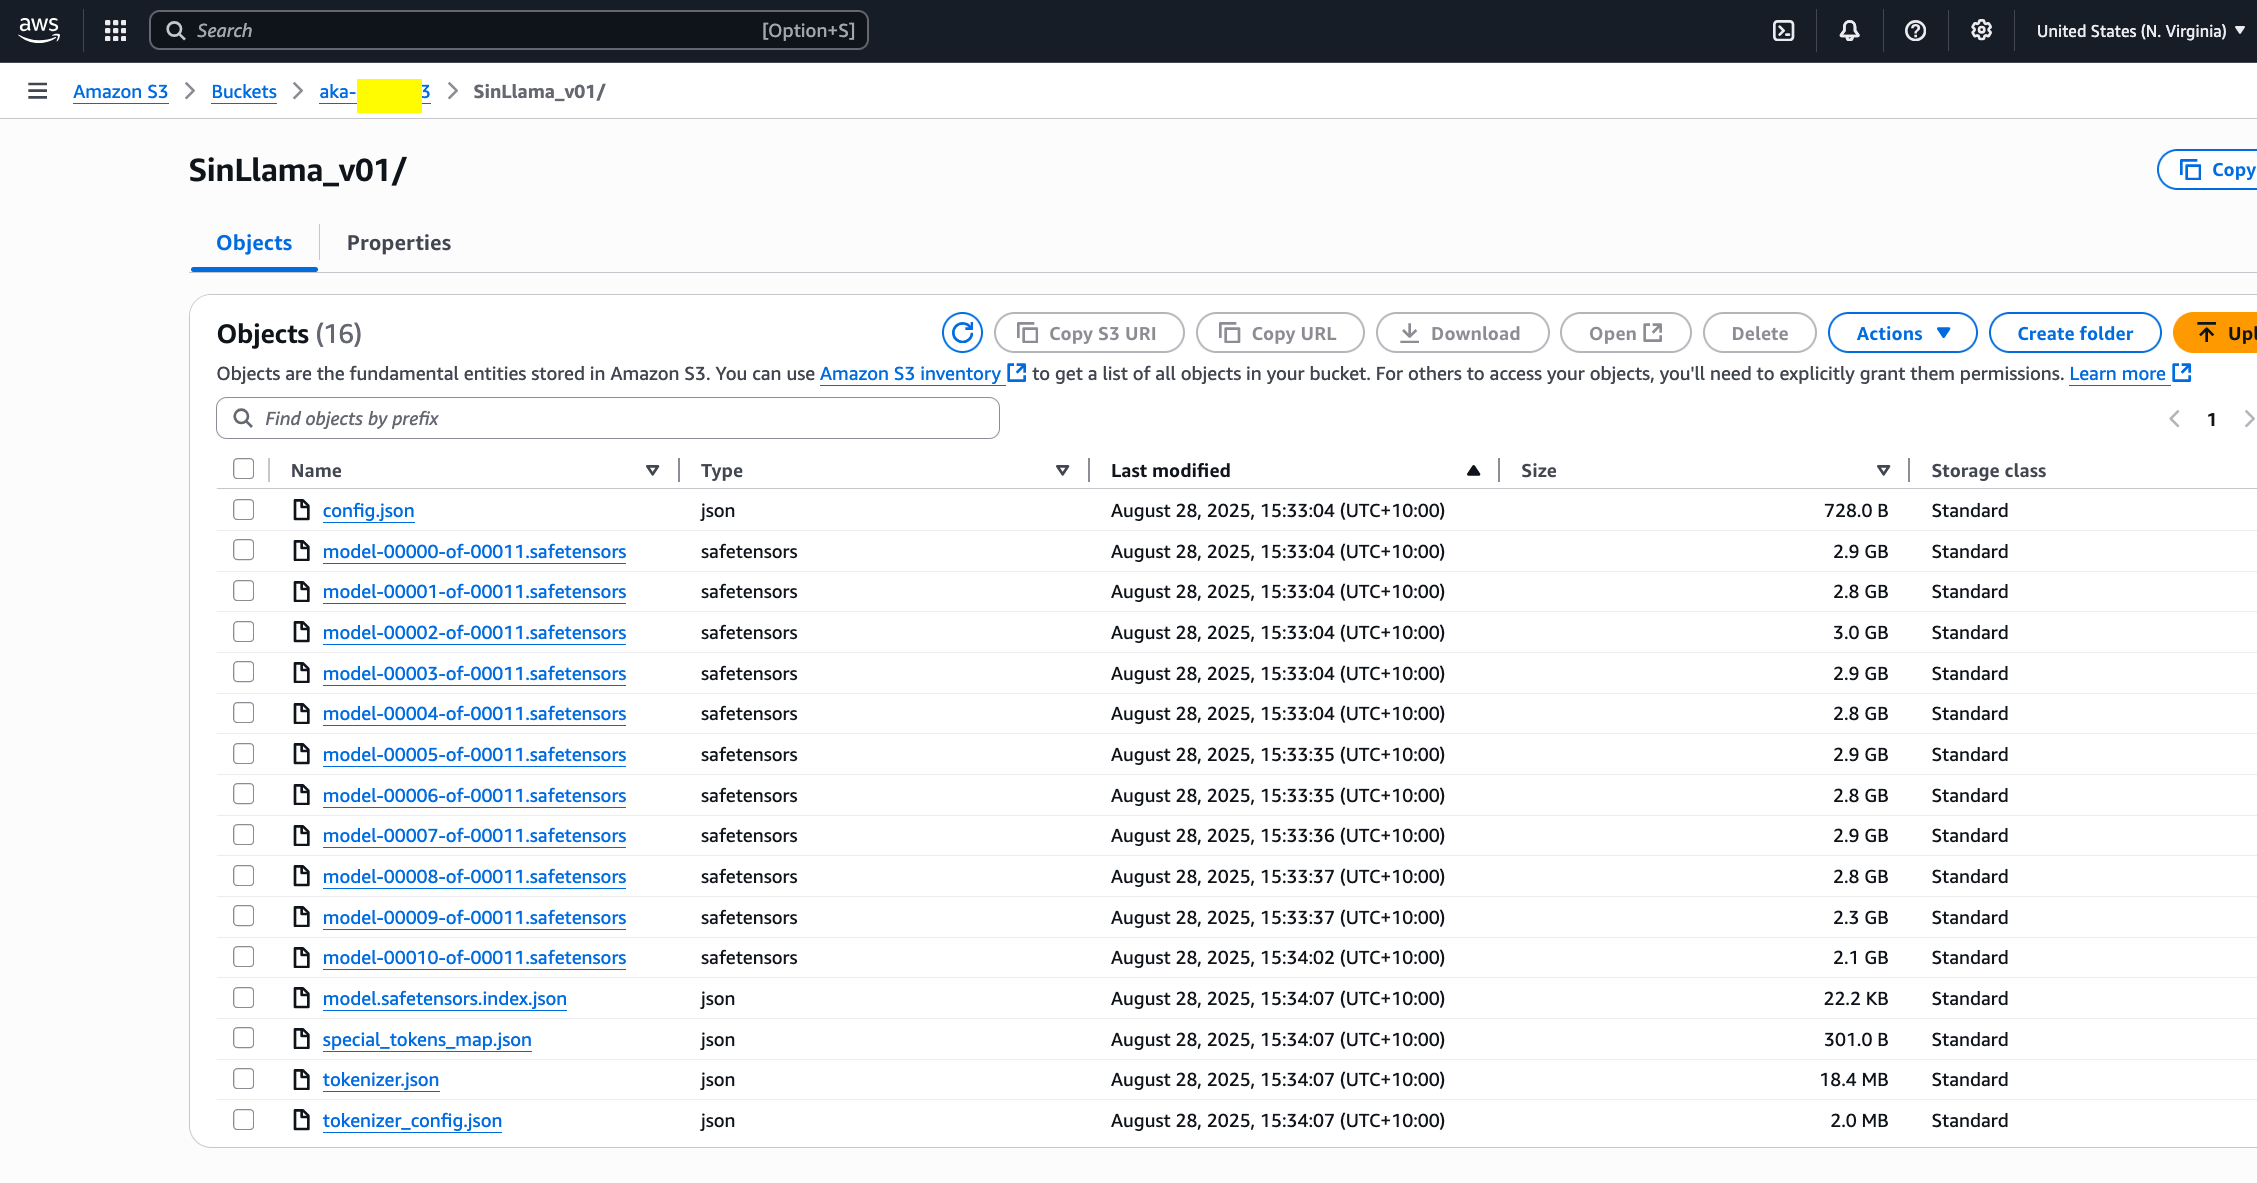 aws Search [Option+S] United States (N. Virginia)
Amazon S3 > Buckets > aka- 3 > SinLlama_v01/
SinLlama_v01/ Copy
Objects Properties
Objects (16) Copy S3 URI Copy URL Download Open Delete Actions Create folder
Objects are the fundamental entities stored in Amazon S3. You can use Amazon S3 inventory to get a list of all objects in your bucket. For others to access your objects, you'll need to explicitly grant them permissions. Learn more
Find objects by prefix 1
Name Type Last modified Size Storage class
config.json json August 28, 2025, 15:33:04 (UTC+10:00) 728.0 B Standard
model-00000-of-00011.safetensors safetensors August 28, 2025, 15:33:04 (UTC+10:00) 2.9 GB Standard
model-00001-of-00011.safetensors safetensors August 28, 2025, 15:33:04 (UTC+10:00) 2.8 GB Standard
model-00002-of-00011.safetensors safetensors August 28, 2025, 15:33:04 (UTC+10:00) 3.0 GB Standard
model-00003-of-00011.safetensors safetensors August 28, 2025, 15:33:04 (UTC+10:00) 2.9 GB Standard
model-00004-of-00011.safetensors safetensors August 28, 2025, 15:33:04 (UTC+10:00) 2.8 GB Standard
model-00005-of-00011.safetensors safetensors August 28, 2025, 15:33:35 (UTC+10:00) 2.9 GB Standard
model-00006-of-00011.safetensors safetensors August 28, 2025, 15:33:35 (UTC+10:00) 2.8 GB Standard
model-00007-of-00011.safetensors safetensors August 28, 2025, 15:33:36 (UTC+10:00) 2.9 GB Standard
model-00008-of-00011.safetensors safetensors August 28, 2025, 15:33:37 (UTC+10:00) 2.8 GB Standard
model-00009-of-00011.safetensors safetensors August 28, 2025, 15:33:37 (UTC+10:00) 2.3 GB Standard
model-00010-of-00011.safetensors safetensors August 28, 2025, 15:34:02 (UTC+10:00) 2.1 GB Standard
model.safetensors.index.json json August 28, 2025, 15:34:07 (UTC+10:00) 22.2 KB Standard
special_tokens_map.json json August 28, 2025, 15:34:07 (UTC+10:00) 301.0 B Standard
tokenizer.json json August 28, 2025, 15:34:07 (UTC+10:00) 18.4 MB Standard
tokenizer_config.json json August 28, 2025, 15:34:07 (UTC+10:00) 2.0 MB Standard